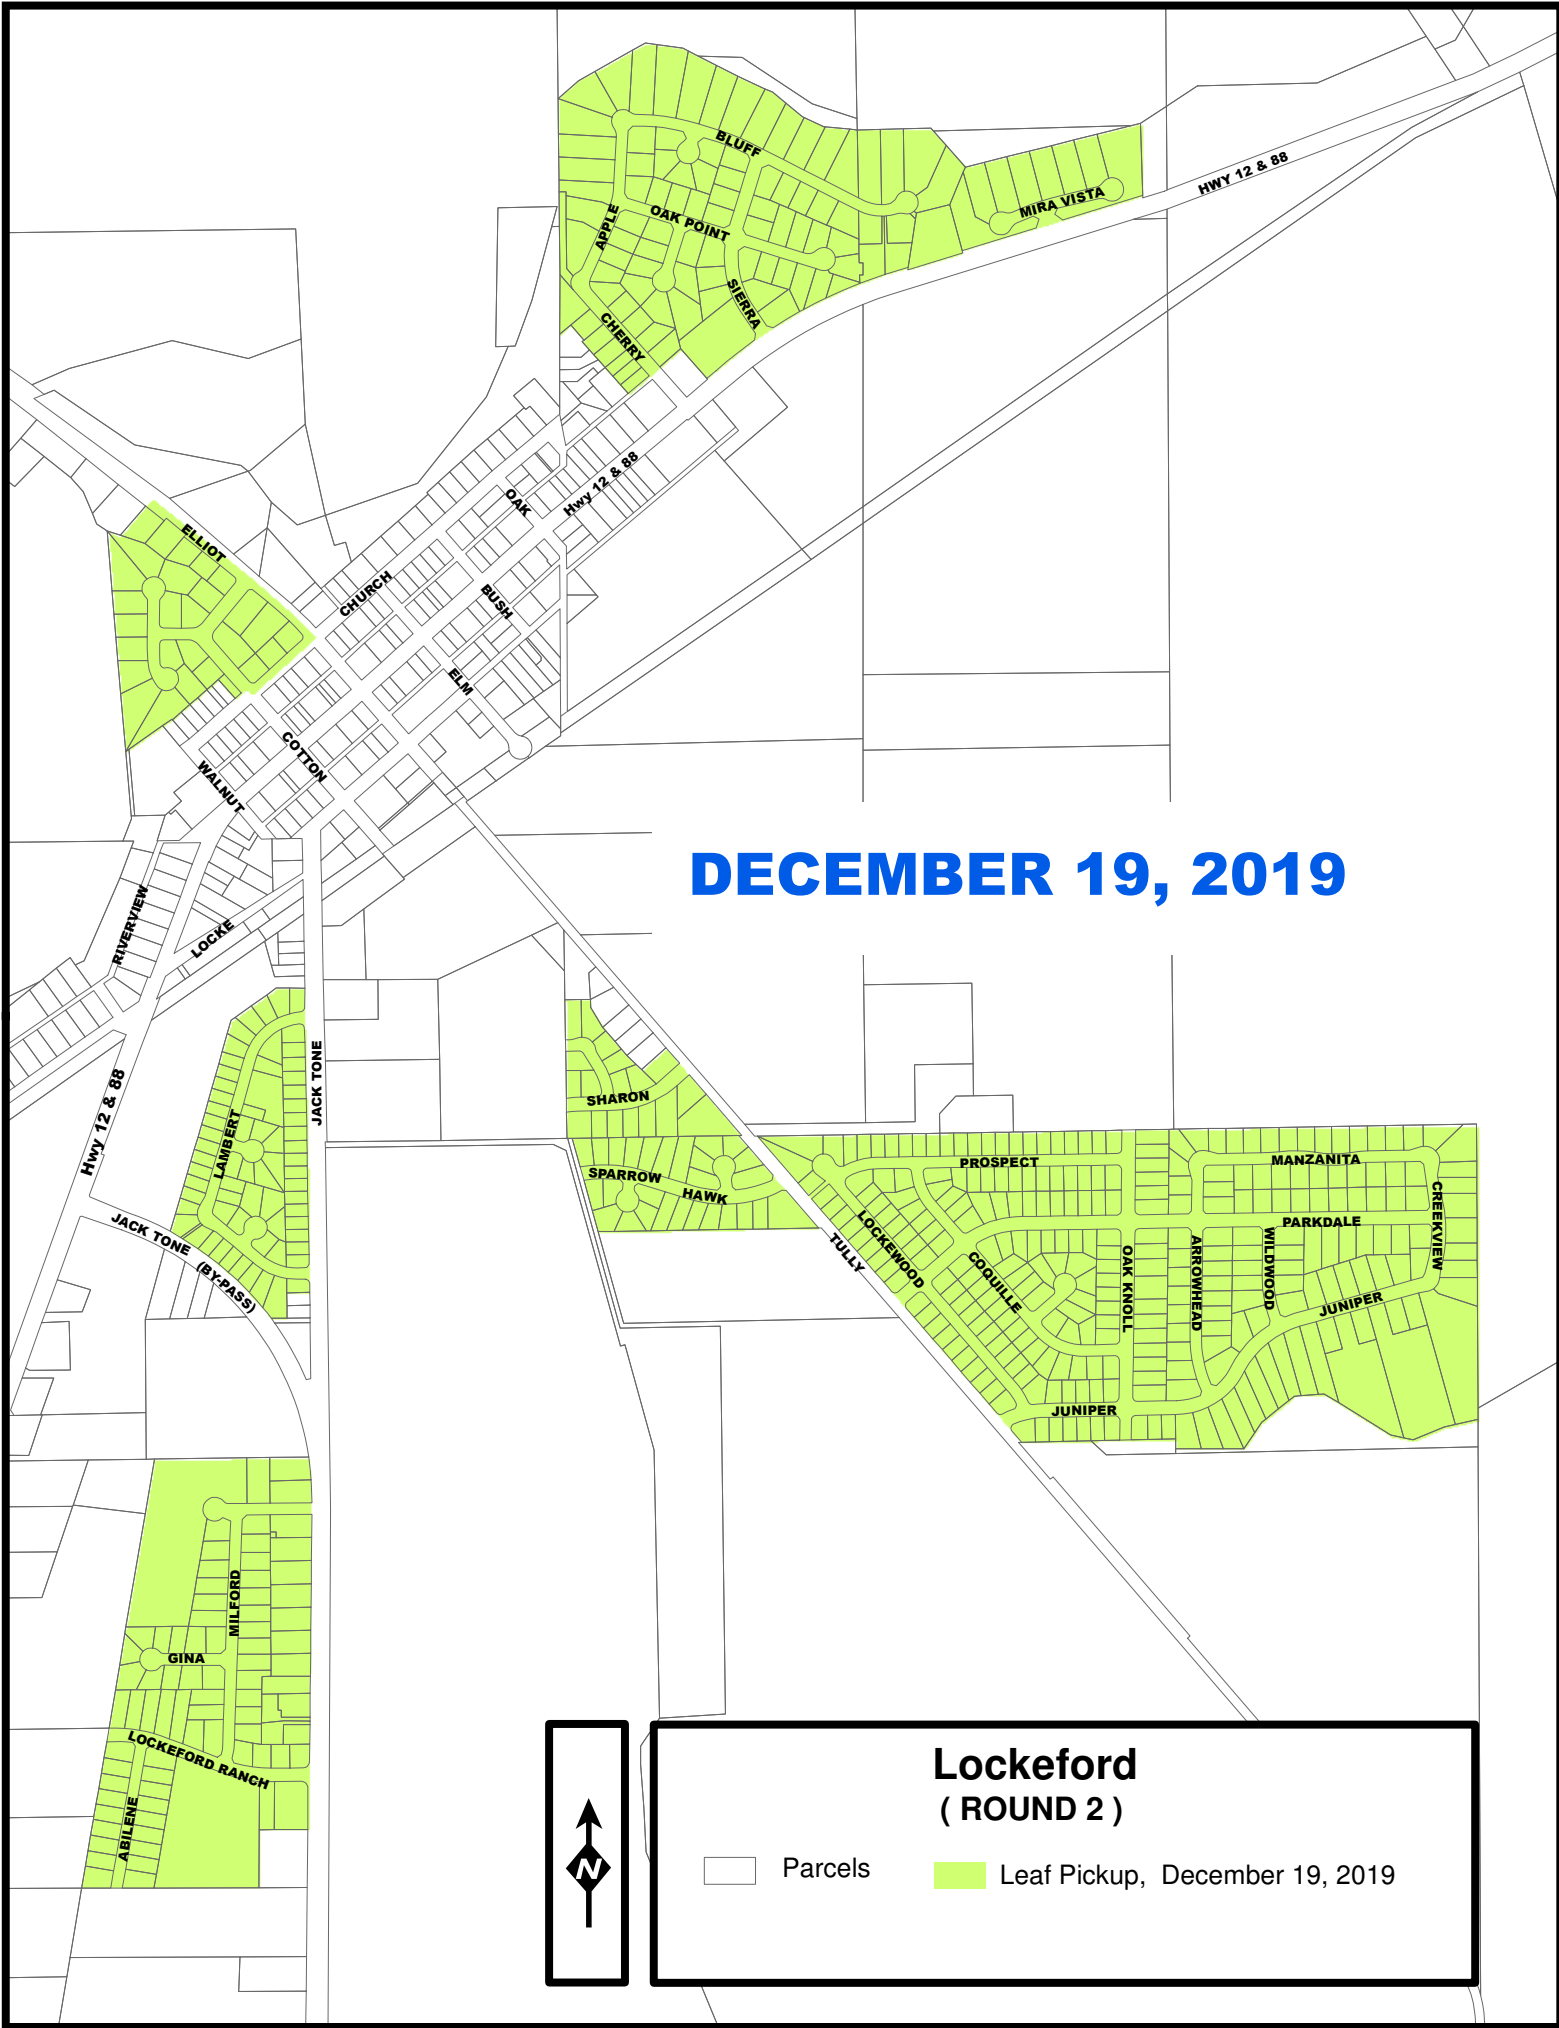 BLUFF
HWY 12 & 88
MIRA VISTA
APPLE
OAK POINT
SIERRA
CHERRY
Hwy 12 & 88
OAK
ELLIOT
CHURCH
BUSH
ELM
COTTON
WALNUT
DECEMBER 19, 2019
RIVERVIEW
LOCKE
JACK TONE
Hwy 12 & 88
SHARON
LAMBERT
SPARROW
HAWK
PROSPECT
MANZANITA
CREEKVIEW
JACK TONE
(BY-PASS)
TULLY
LOCKEWOOD
COQUILLE
OAK KNOLL
ARROWHEAD
WILDWOOD
PARKDALE
JUNIPER
JUNIPER
MILFORD
GINA
LOCKEFORD RANCH
ABILENE
N
Lockeford
( ROUND 2 )
Parcels
Leaf Pickup, December 19, 2019